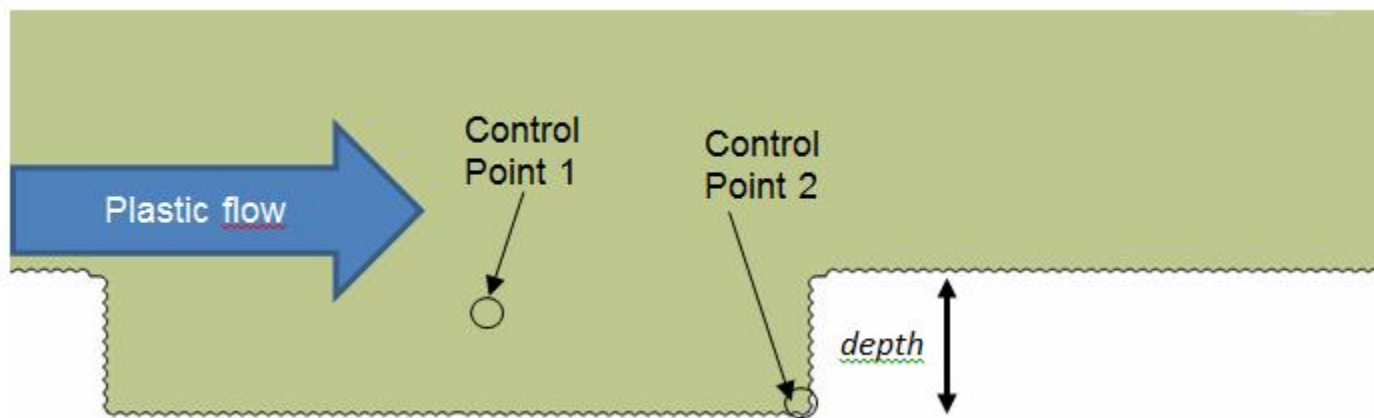 Control
Point 1
Control
Point 2
Plastic flow
depth